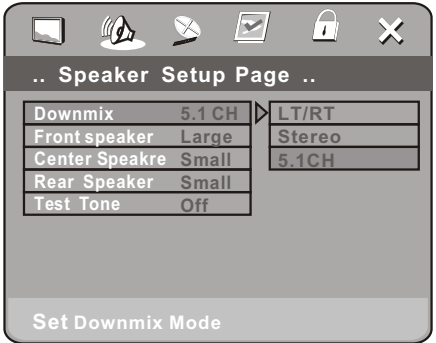 .. Speaker Setup Page ..
Downmix 5.1 CH LT/RT
Front speaker Large Stereo
Center Speakre Small 5.1CH
Rear Speaker Small
Test Tone Off
Set Downmix Mode